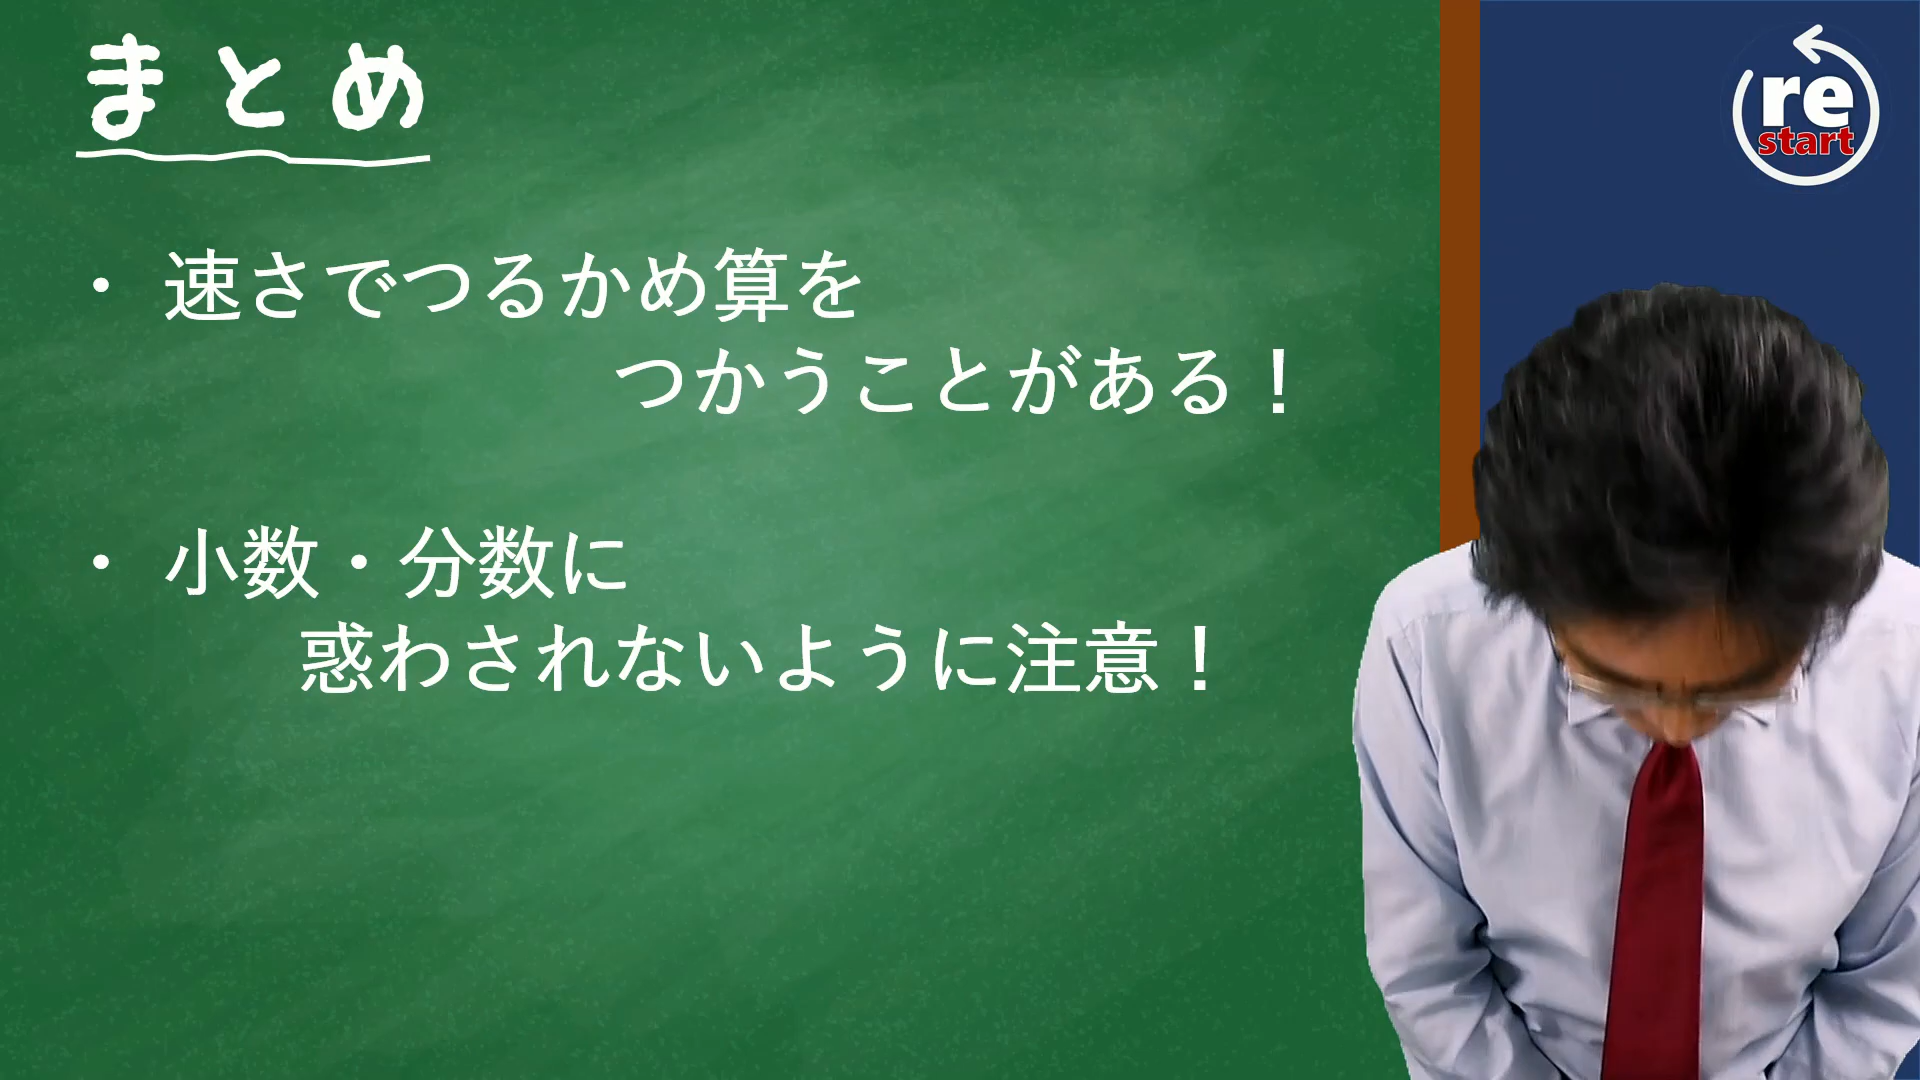 まとめ
・ 速さでつるかめ算を
つかうことがある！
・ 小数・分数に
惑わされないように注意！
re
start